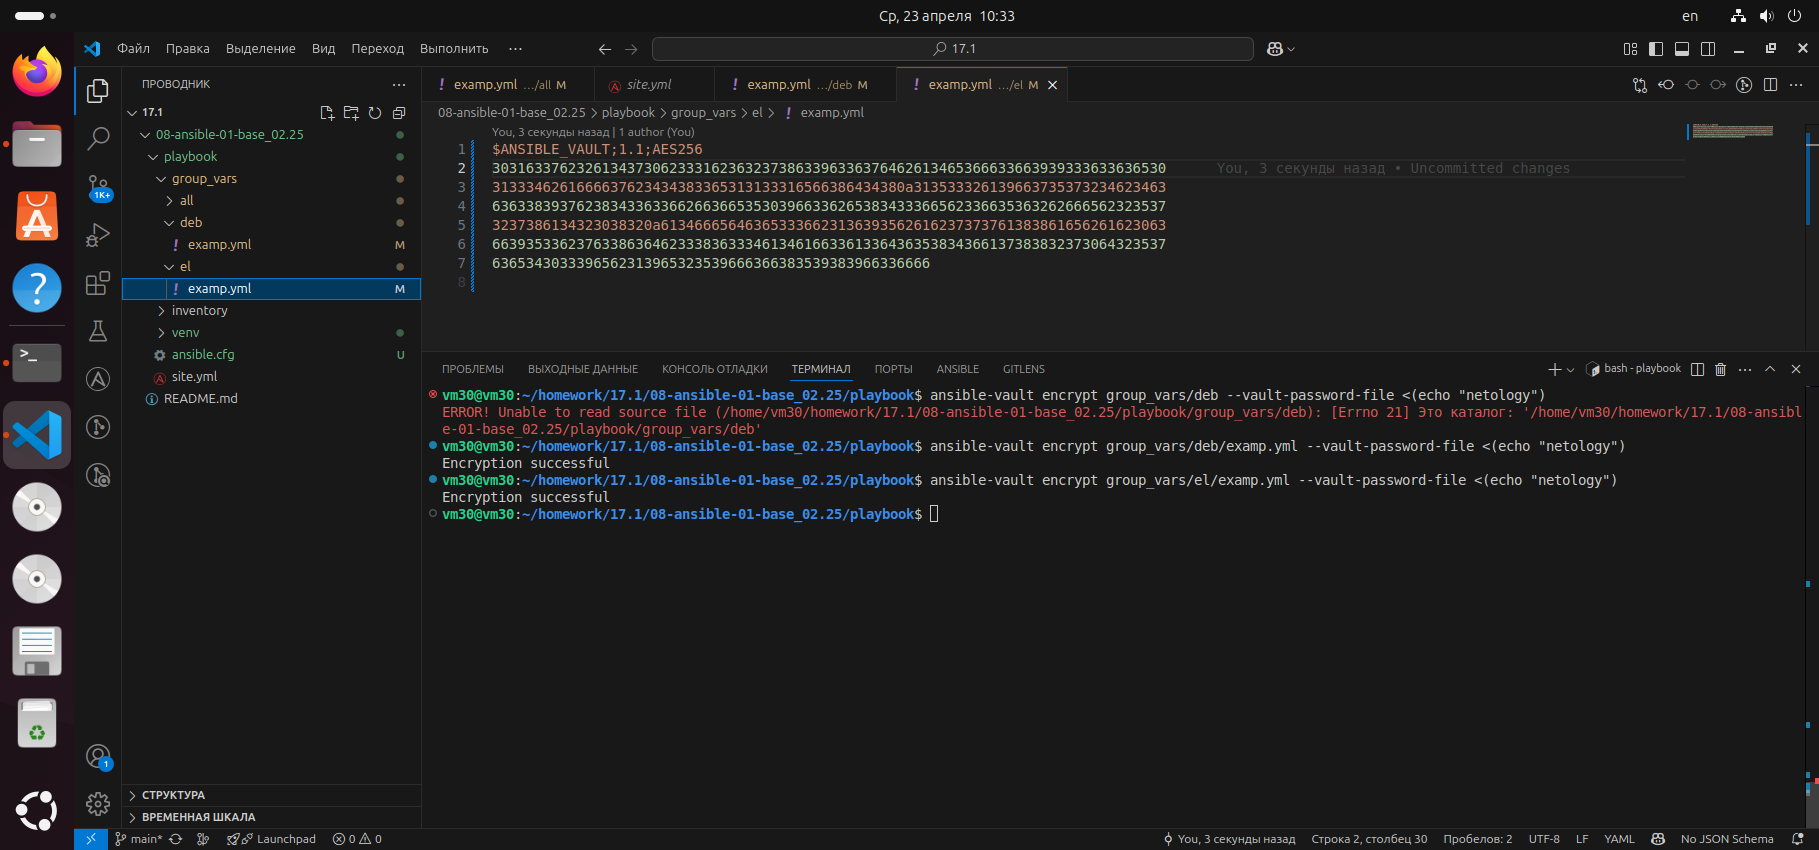 Ср, 23 апреля 10:33
en
Файл Правка Выделение Вид Переход Выполнить ···
17.1
ПРОВОДНИК
17.1
08-ansible-01-base_02.25
playbook
group_vars
all
deb
examp.yml M
el
examp.yml M
inventory
venv
ansible.cfg U
site.yml
README.md
СТРУКТУРА
ВРЕМЕННАЯ ШКАЛА
1K+
1
! examp.yml .../all M
site.yml
! examp.yml .../deb M
! examp.yml .../el M
08-ansible-01-base_02.25 > playbook > group_vars > el > ! examp.yml
You, 3 секунды назад | 1 author (You)
1 $ANSIBLE_VAULT;1.1;AES256
2 You, 3 секунды назад • Uncommitted changes
3
4
5
6
7
8
ПРОБЛЕМЫ ВЫХОДНЫЕ ДАННЫЕ КОНСОЛЬ ОТЛАДКИ ТЕРМИНАЛ ПОРТЫ ANSIBLE GITLENS
bash - playbook
vm30@vm30:~/homework/17.1/08-ansible-01-base_02.25/playbook$ ansible-vault encrypt group_vars/deb --vault-password-file <(echo "netology")
ERROR! Unable to read source file (/home/vm30/homework/17.1/08-ansible-01-base_02.25/playbook/group_vars/deb): [Errno 21] Это каталог: '/home/vm30/homework/17.1/08-ansibl
e-01-base_02.25/playbook/group_vars/deb'
vm30@vm30:~/homework/17.1/08-ansible-01-base_02.25/playbook$ ansible-vault encrypt group_vars/deb/examp.yml --vault-password-file <(echo "netology")
Encryption successful
vm30@vm30:~/homework/17.1/08-ansible-01-base_02.25/playbook$ ansible-vault encrypt group_vars/el/examp.yml --vault-password-file <(echo "netology")
Encryption successful
vm30@vm30:~/homework/17.1/08-ansible-01-base_02.25/playbook$
main* Launchpad 0 0
You, 3 секунды назад Строка 2, столбец 30 Пробелов: 2 UTF-8 LF YAML No JSON Schema